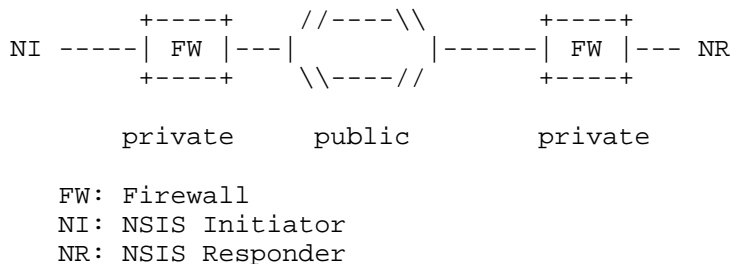 +----+    //----\\       +----+
NI -----| FW |---|        |------| FW |--- NR
         +----+    \\----//       +----+
       private      public        private
FW: Firewall
NI: NSIS Initiator
NR: NSIS Responder